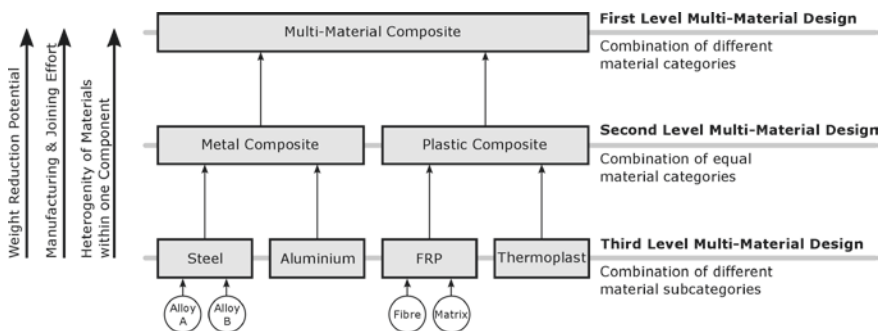 Weight Reduction Potential
Manufacturing & Joining Effort
Heterogenity of Materials
within one Component
Multi-Material Composite
First Level Multi-Material Design
Combination of different
material categories
Metal Composite
Plastic Composite
Second Level Multi-Material Design
Combination of equal
material categories
Steel
Aluminium
FRP
Thermoplast
Third Level Multi-Material Design
Combination of different
material subcategories
Alloy
A
Alloy
B
Fibre
Matrix